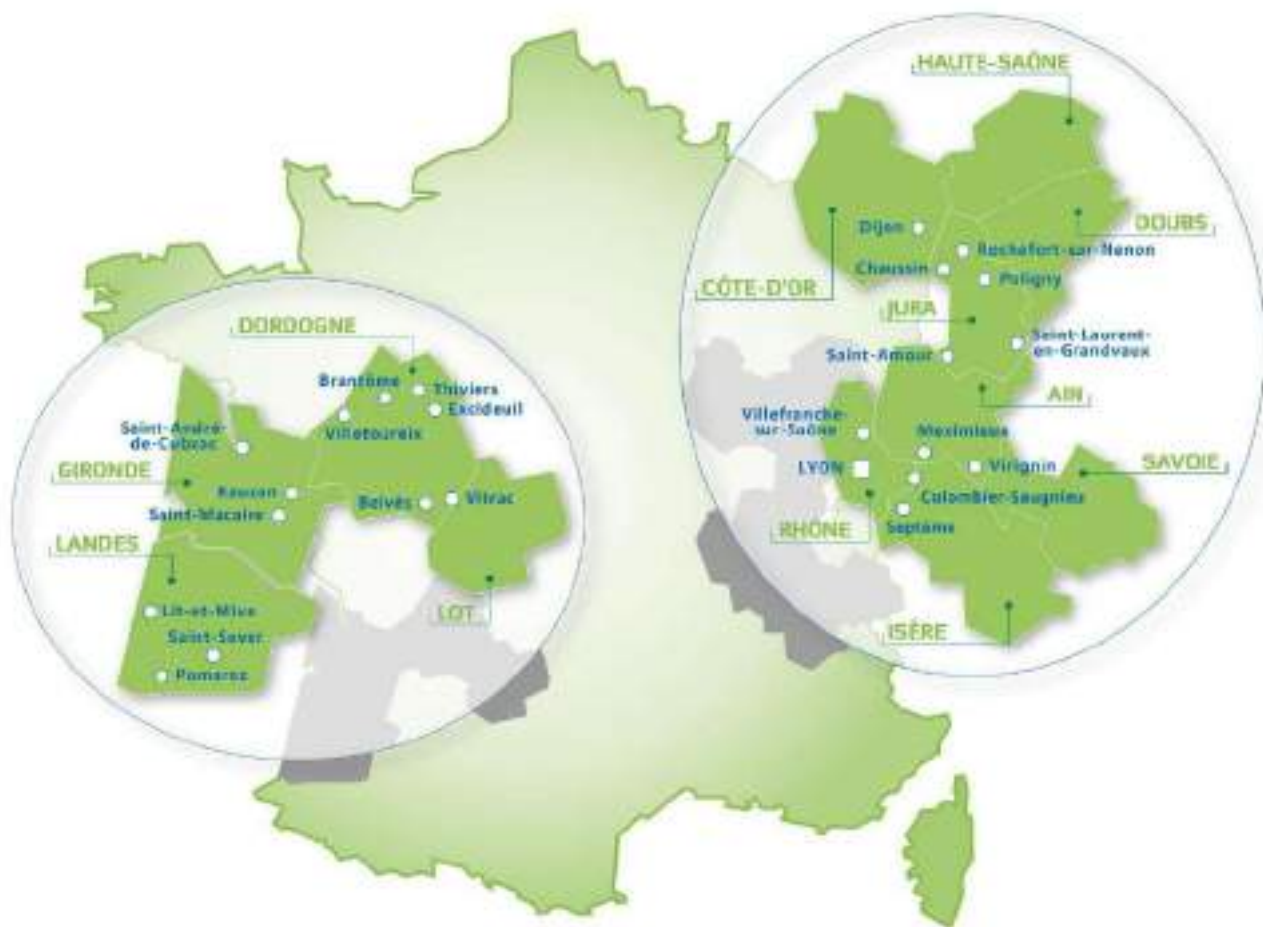 HAUTE-SAÔNE
DOUBS
Dijon
Rochefort-sur-Nenon
Chaussin
Poligny
CÔTE-D'OR
JURA
Saint-Laurent-
en-Grandvaux
Saint-Amour
AIN
Villefranche-
sur-Saône
Meximieux
LYON
Virignin
SAVOIE
Colombier-Saugnieu
Septème
RHÔNE
ISÈRE
DORDOGNE
Brantôme
Thiviers
Excideuil
Villetoureix
Saint-André-
de-Cubzac
GIRONDE
Rauzan
Belvès
Vitrac
Saint-Macaire
LANDES
LOT
Lit-et-Mixe
Saint-Sever
Pomarez